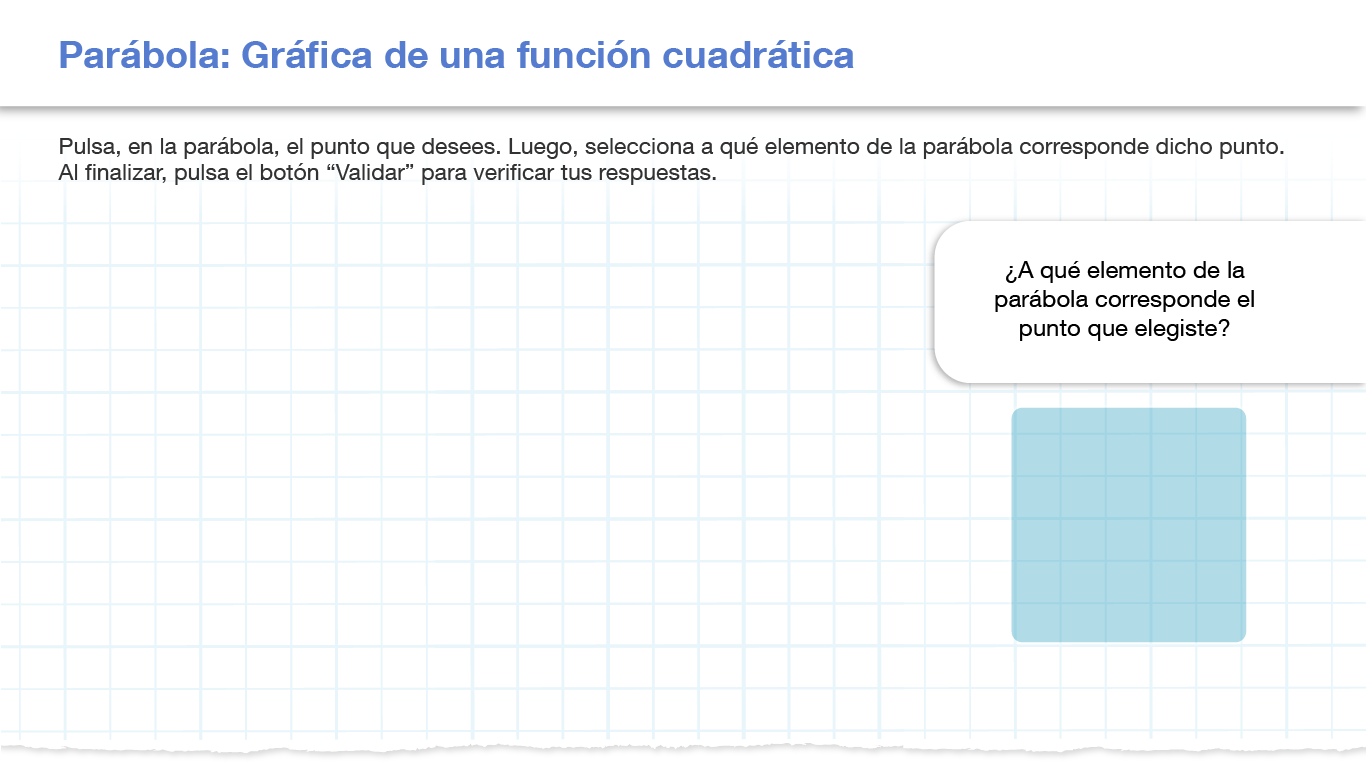 Parábola: Gráfica de una función cuadrática
Pulsa, en la parábola, el punto que desees. Luego, selecciona a qué elemento de la parábola corresponde dicho punto.
Al finalizar, pulsa el botón “Validar” para verificar tus respuestas.
¿A qué elemento de la
parábola corresponde el
punto que elegiste?